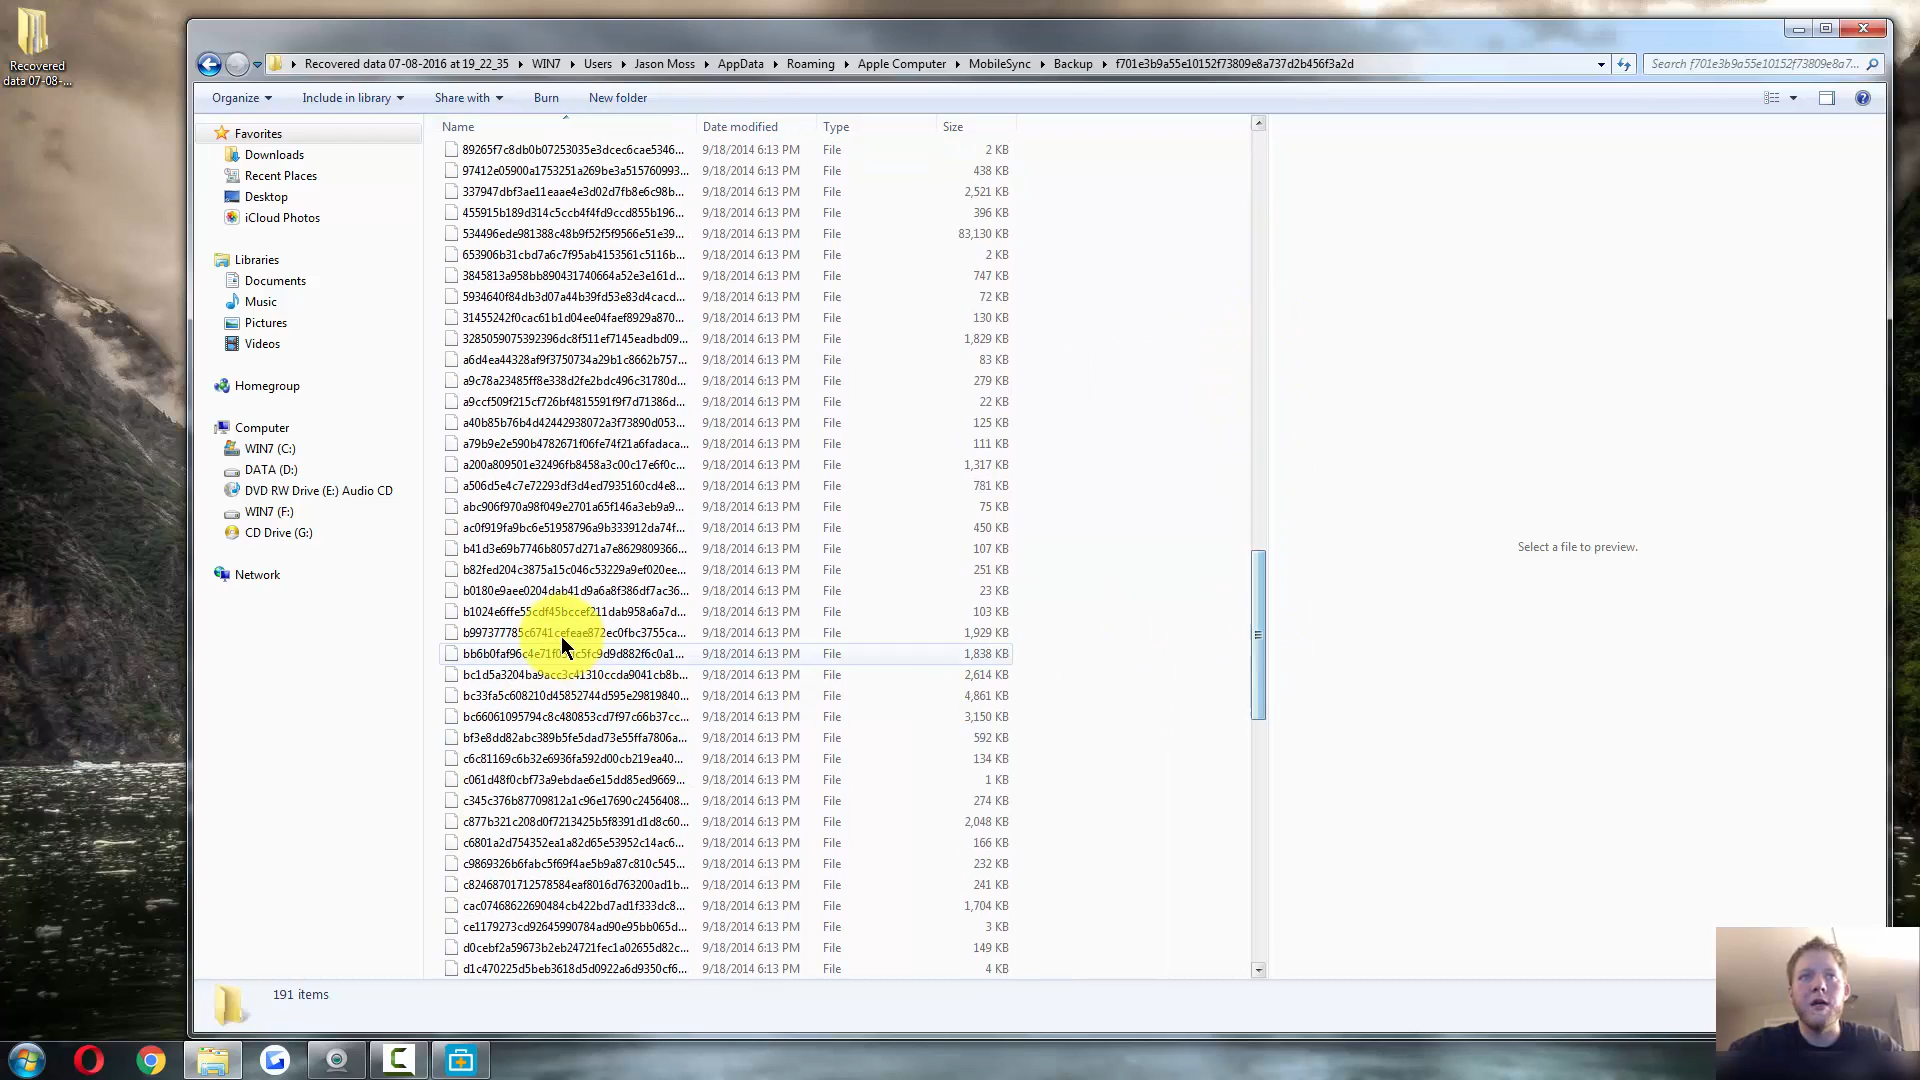 Recovered
data 07-08-...
Recovered data 07-08-2016 at 19_22_35
WIN7
Users
Jason Moss
AppData
Roaming
Apple Computer
MobileSync
Backup
f701e3b9a55e10152f73809e8a737d2b456f3a2d
Search f701e3b9a55e10152f73809e8a7...
Organize
Include in library
Share with
Burn
New folder
Favorites
Downloads
Recent Places
Desktop
iCloud Photos
Libraries
Documents
Music
Pictures
Videos
Homegroup
Computer
WIN7 (C:)
DATA (D:)
DVD RW Drive (E:) Audio CD
WIN7 (F:)
CD Drive (G:)
Network
Name Date modified Type Size
89265f7c8db0b07253035e3dcec6cae5346... 9/18/2014 6:13 PM File 2 KB
97412e05900a1753251a269be3a515760993... 9/18/2014 6:13 PM File 438 KB
337947dbf3ae11eaae4e3d02d7fb8e6c98b... 9/18/2014 6:13 PM File 2,521 KB
455915b189d314c5ccb4f4fd9ccd855b196... 9/18/2014 6:13 PM File 396 KB
534496ede981388c48b9f52f5f9566e51e39... 9/18/2014 6:13 PM File 83,130 KB
653906b31cbd7a6c7f95ab4153561c5116b... 9/18/2014 6:13 PM File 2 KB
3845813a958bb890431740664a52e3e161d... 9/18/2014 6:13 PM File 747 KB
5934640f84db3d07a44b39fd53e83d4cacd... 9/18/2014 6:13 PM File 72 KB
31455242f0cac61b1d04ee04faef8929a870... 9/18/2014 6:13 PM File 130 KB
3285059075392396dc8f511ef7145eadbd09... 9/18/2014 6:13 PM File 1,829 KB
a6d4ea44328af9f3750734a29b1c8662b757... 9/18/2014 6:13 PM File 83 KB
a9c78a23485ff8e338d2fe2bdc496c31780d... 9/18/2014 6:13 PM File 279 KB
a9ccf509f215cf726bf4815591f9f7d71386d... 9/18/2014 6:13 PM File 22 KB
a40b85b76b4d42442938072a3f73890d053... 9/18/2014 6:13 PM File 125 KB
a79b9e2e590b4782671f06fe74f21a6fadaca... 9/18/2014 6:13 PM File 111 KB
a200a809501e32496fb8458a3c00c17e6f0c... 9/18/2014 6:13 PM File 1,317 KB
a506d5e4c7e72293df3d4ed7935160cd4e8... 9/18/2014 6:13 PM File 781 KB
abc906f970a98f049e2701a65f146a3eb9a9... 9/18/2014 6:13 PM File 75 KB
ac0f919fa9bc6e51958796a9b333912da74f... 9/18/2014 6:13 PM File 450 KB
b41d3e69b7746b8057d271a7e8629809366... 9/18/2014 6:13 PM File 107 KB
b82fed204c3875a15c046c53229a9ef020ee... 9/18/2014 6:13 PM File 251 KB
b0180e9aee0204dab41d9a6a8f386df7ac36... 9/18/2014 6:13 PM File 23 KB
b1024e6ffe55cdf45bccef211dab958a6a7d... 9/18/2014 6:13 PM File 103 KB
b997377785c6741cefeae872ec0fbc3755ca... 9/18/2014 6:13 PM File 1,929 KB
9/18/2014 6:13 PM File 1,838 KB
bc1d5a3204ba9acc3c41310ccda9041cb8b... 9/18/2014 6:13 PM File 2,614 KB
bc33fa5c608210d45852744d595e29819840... 9/18/2014 6:13 PM File 4,861 KB
bc66061095794c8c480853cd7f97c66b37cc... 9/18/2014 6:13 PM File 3,150 KB
bf3e8dd82abc389b5fe5dad73e55ffa7806a... 9/18/2014 6:13 PM File 592 KB
c6c81169c6b32e6936fa592d00cb219ea40... 9/18/2014 6:13 PM File 134 KB
c061d48f0cbf73a9ebdae6e15dd85ed9669... 9/18/2014 6:13 PM File 1 KB
c345c376b87709812a1c96e17690c2456408... 9/18/2014 6:13 PM File 274 KB
c877b321c208d0f7213425b5f8391d1d8c60... 9/18/2014 6:13 PM File 2,048 KB
c6801a2d754352ea1a82d65e53952c14ac6... 9/18/2014 6:13 PM File 166 KB
c9869326b6fabc5f69f4ae5b9a87c810c545... 9/18/2014 6:13 PM File 232 KB
c82468701712578584eaf8016d763200ad1b... 9/18/2014 6:13 PM File 241 KB
cac07468622690484cb422bd7ad1f333dc8... 9/18/2014 6:13 PM File 1,704 KB
ce1179273cd92645990784ad90e95bb065d... 9/18/2014 6:13 PM File 3 KB
d0cebf2a59673b2eb24721fec1a02655d82c... 9/18/2014 6:13 PM File 149 KB
d1c470225d5beb3618d5d0922a6d9350cf6... 9/18/2014 6:13 PM File 4 KB
Select a file to preview.
191 items